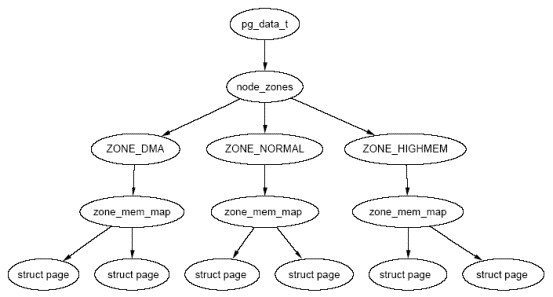 pg_data_t
node_zones
ZONE_DMA ZONE_NORMAL ZONE_HIGHMEM
zone_mem_map zone_mem_map zone_mem_map
struct page struct page struct page struct page struct page struct page